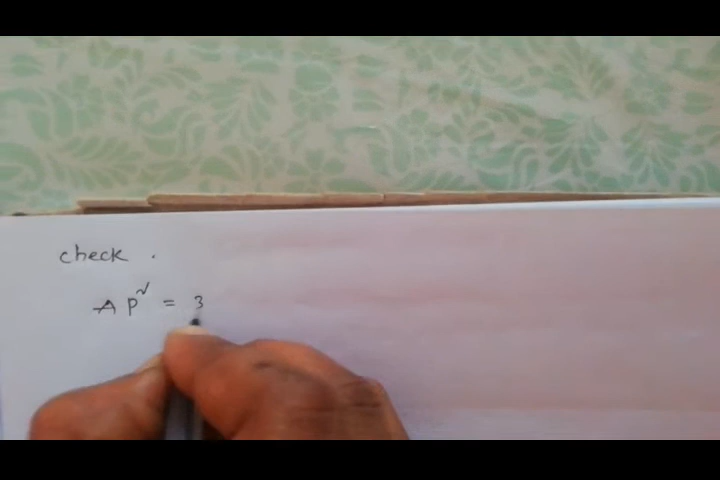 check .
AP² = 3